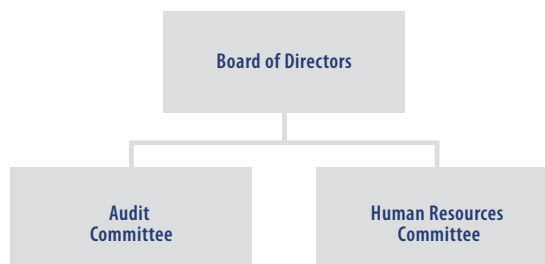 Board of Directors
Audit
Committee
Human Resources
Committee